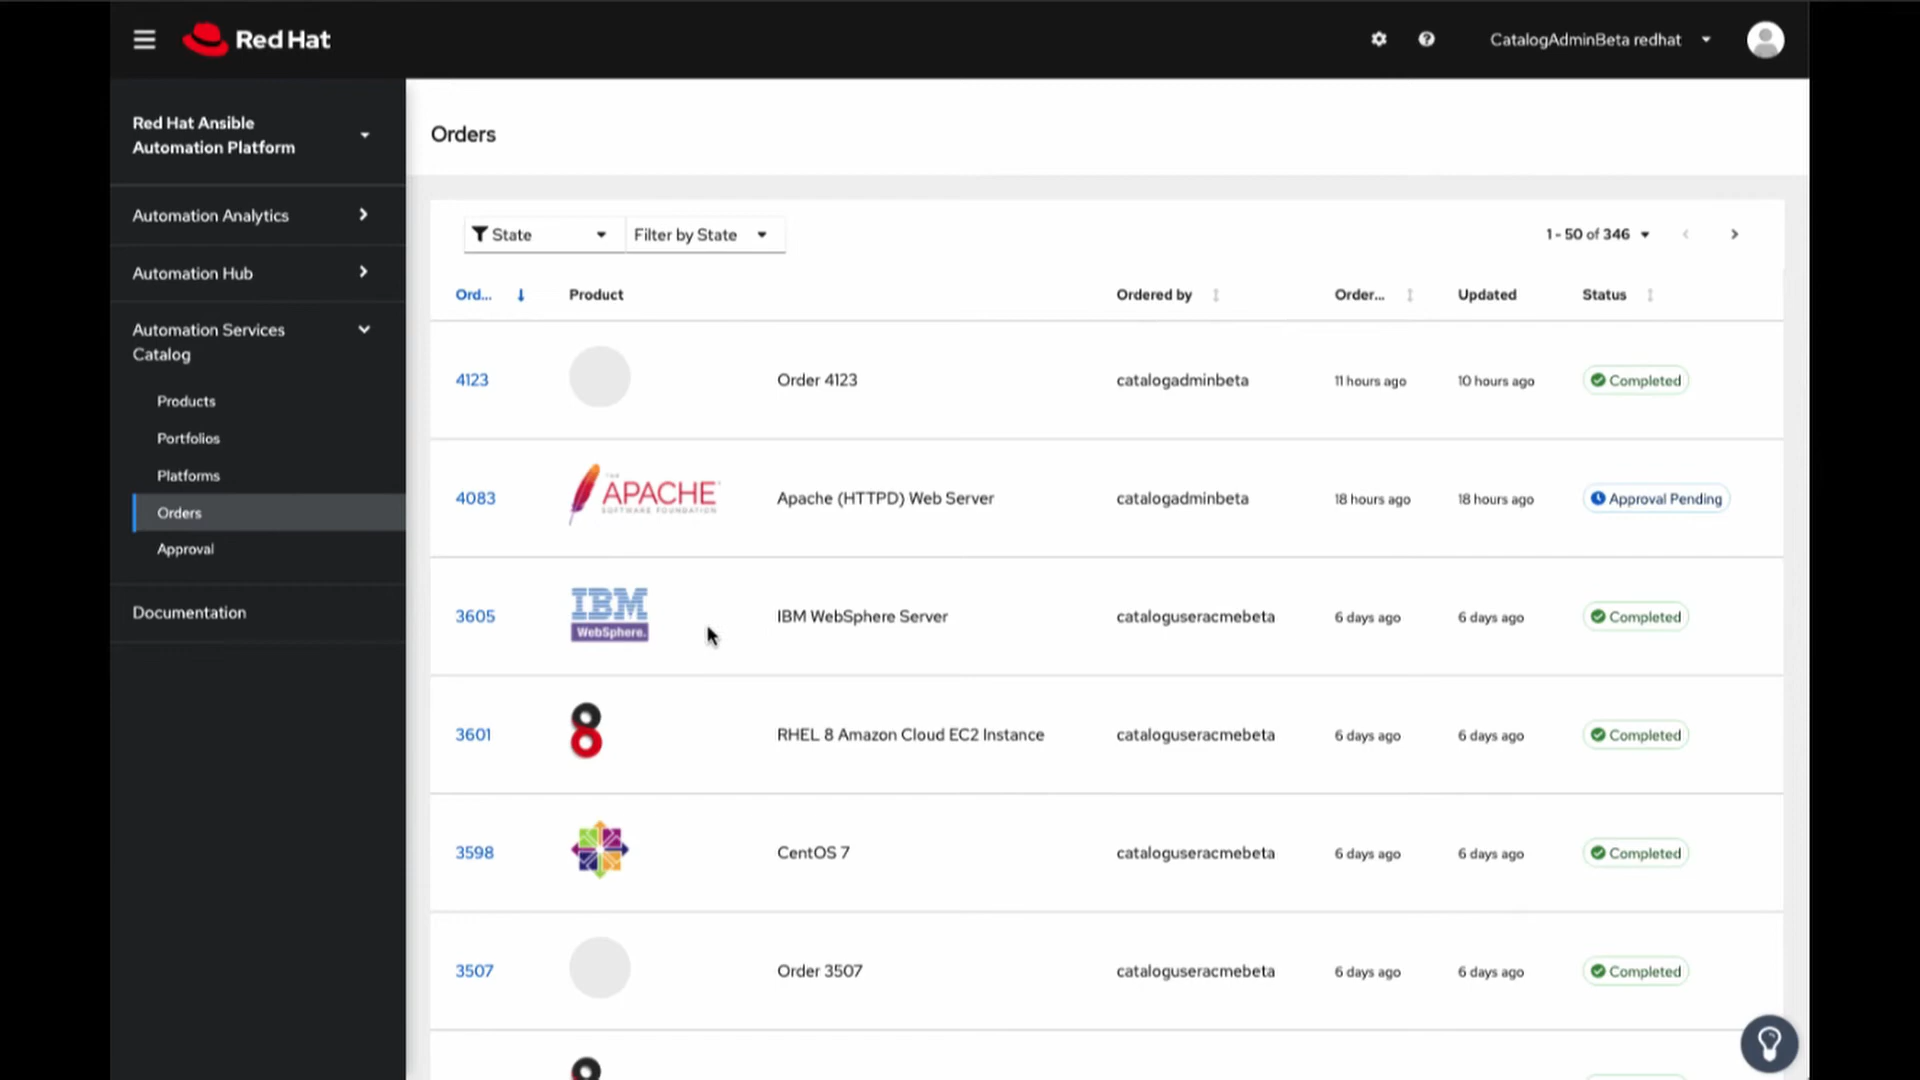 Red Hat
CatalogAdminBeta redhat
Red Hat Ansible
Automation Platform
Automation Analytics
Automation Hub
Automation Services
Catalog
Products
Portfolios
Platforms
Orders
Approval
Documentation
Orders
State
Filter by State
1 - 50 of 346
Ord...
Product
Ordered by
Order...
Updated
Status
4123
Order 4123
catalogadminbeta
11 hours ago
10 hours ago
Completed
4083
THE
APACHE
SOFTWARE FOUNDATION
Apache (HTTPD) Web Server
catalogadminbeta
18 hours ago
18 hours ago
Approval Pending
3605
IBM
WebSphere.
IBM WebSphere Server
cataloguseracmebeta
6 days ago
6 days ago
Completed
3601
8
RHEL 8 Amazon Cloud EC2 Instance
cataloguseracmebeta
6 days ago
6 days ago
Completed
3598
CentOS 7
cataloguseracmebeta
6 days ago
6 days ago
Completed
3507
Order 3507
cataloguseracmebeta
6 days ago
6 days ago
Completed